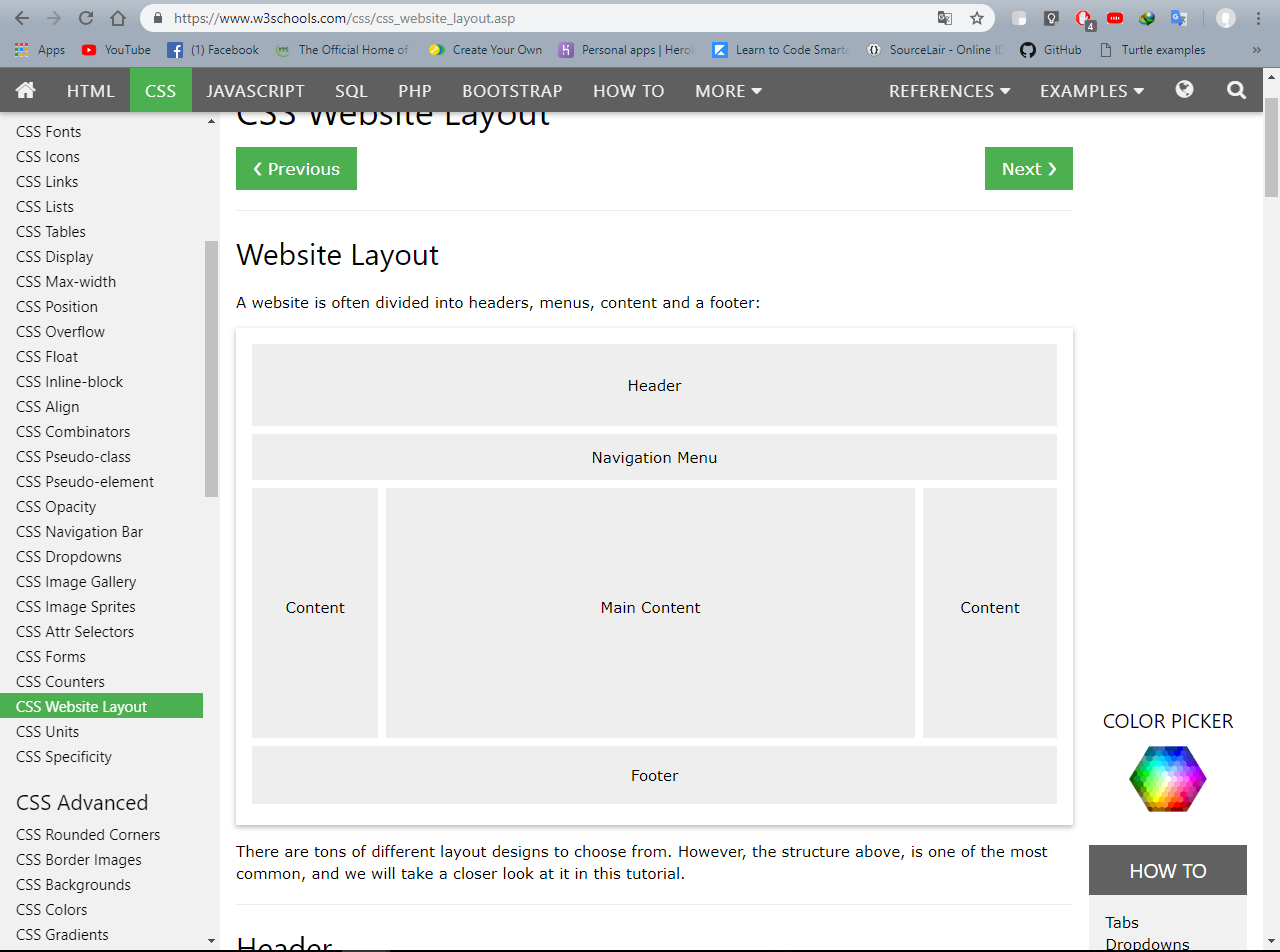 https://www.w3schools.com/css/css_website_layout.asp
4
Apps
YouTube
(1) Facebook
The Official Home of
Create Your Own
Personal apps | Hero
Learn to Code Smarte
SourceLair - Online ID
GitHub
Turtle examples
»
HTML
CSS
JAVASCRIPT
SQL
PHP
BOOTSTRAP
HOW TO
MORE
REFERENCES
EXAMPLES
CSS Fonts
CSS Icons
CSS Links
CSS Lists
CSS Tables
CSS Display
CSS Max-width
CSS Position
CSS Overflow
CSS Float
CSS Inline-block
CSS Align
CSS Combinators
CSS Pseudo-class
CSS Pseudo-element
CSS Opacity
CSS Navigation Bar
CSS Dropdowns
CSS Image Gallery
CSS Image Sprites
CSS Attr Selectors
CSS Forms
CSS Counters
CSS Website Layout
CSS Units
CSS Specificity
CSS Advanced
CSS Rounded Corners
CSS Border Images
CSS Backgrounds
CSS Colors
CSS Gradients
CSS Website Layout
❮ Previous
Next ❯
Website Layout
A website is often divided into headers, menus, content and a footer:
Header
Navigation Menu
Content
Main Content
Content
Footer
There are tons of different layout designs to choose from. However, the structure above, is one of the most
common, and we will take a closer look at it in this tutorial.
Header
COLOR PICKER
HOW TO
Tabs
Dropdowns